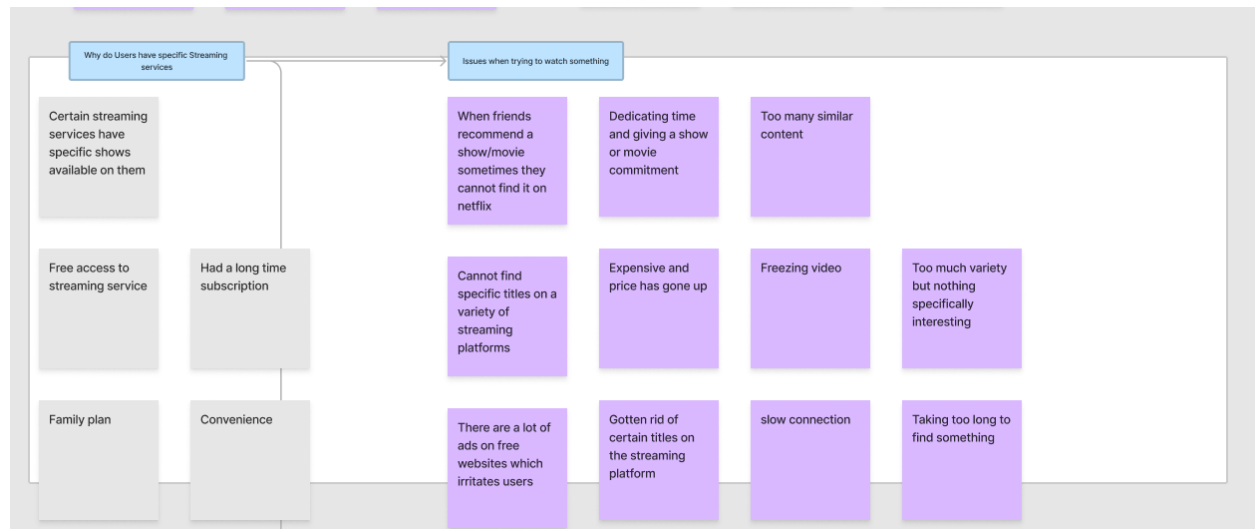 Why do Users have specific Streaming
services
Issues when trying to watch something
Certain streaming
services have
specific shows
available on them
When friends
recommend a
show/movie
sometimes they
cannot find it on
netflix
Dedicating time
and giving a show
or movie
commitment
Too many similar
content
Free access to
streaming service
Had a long time
subscription
Cannot find
specific titles on a
variety of
streaming
platforms
Expensive and
price has gone up
Freezing video
Too much variety
but nothing
specifically
interesting
Family plan
Convenience
There are a lot of
ads on free
websites which
irritates users
Gotten rid of
certain titles on
the streaming
platform
slow connection
Taking too long to
find something